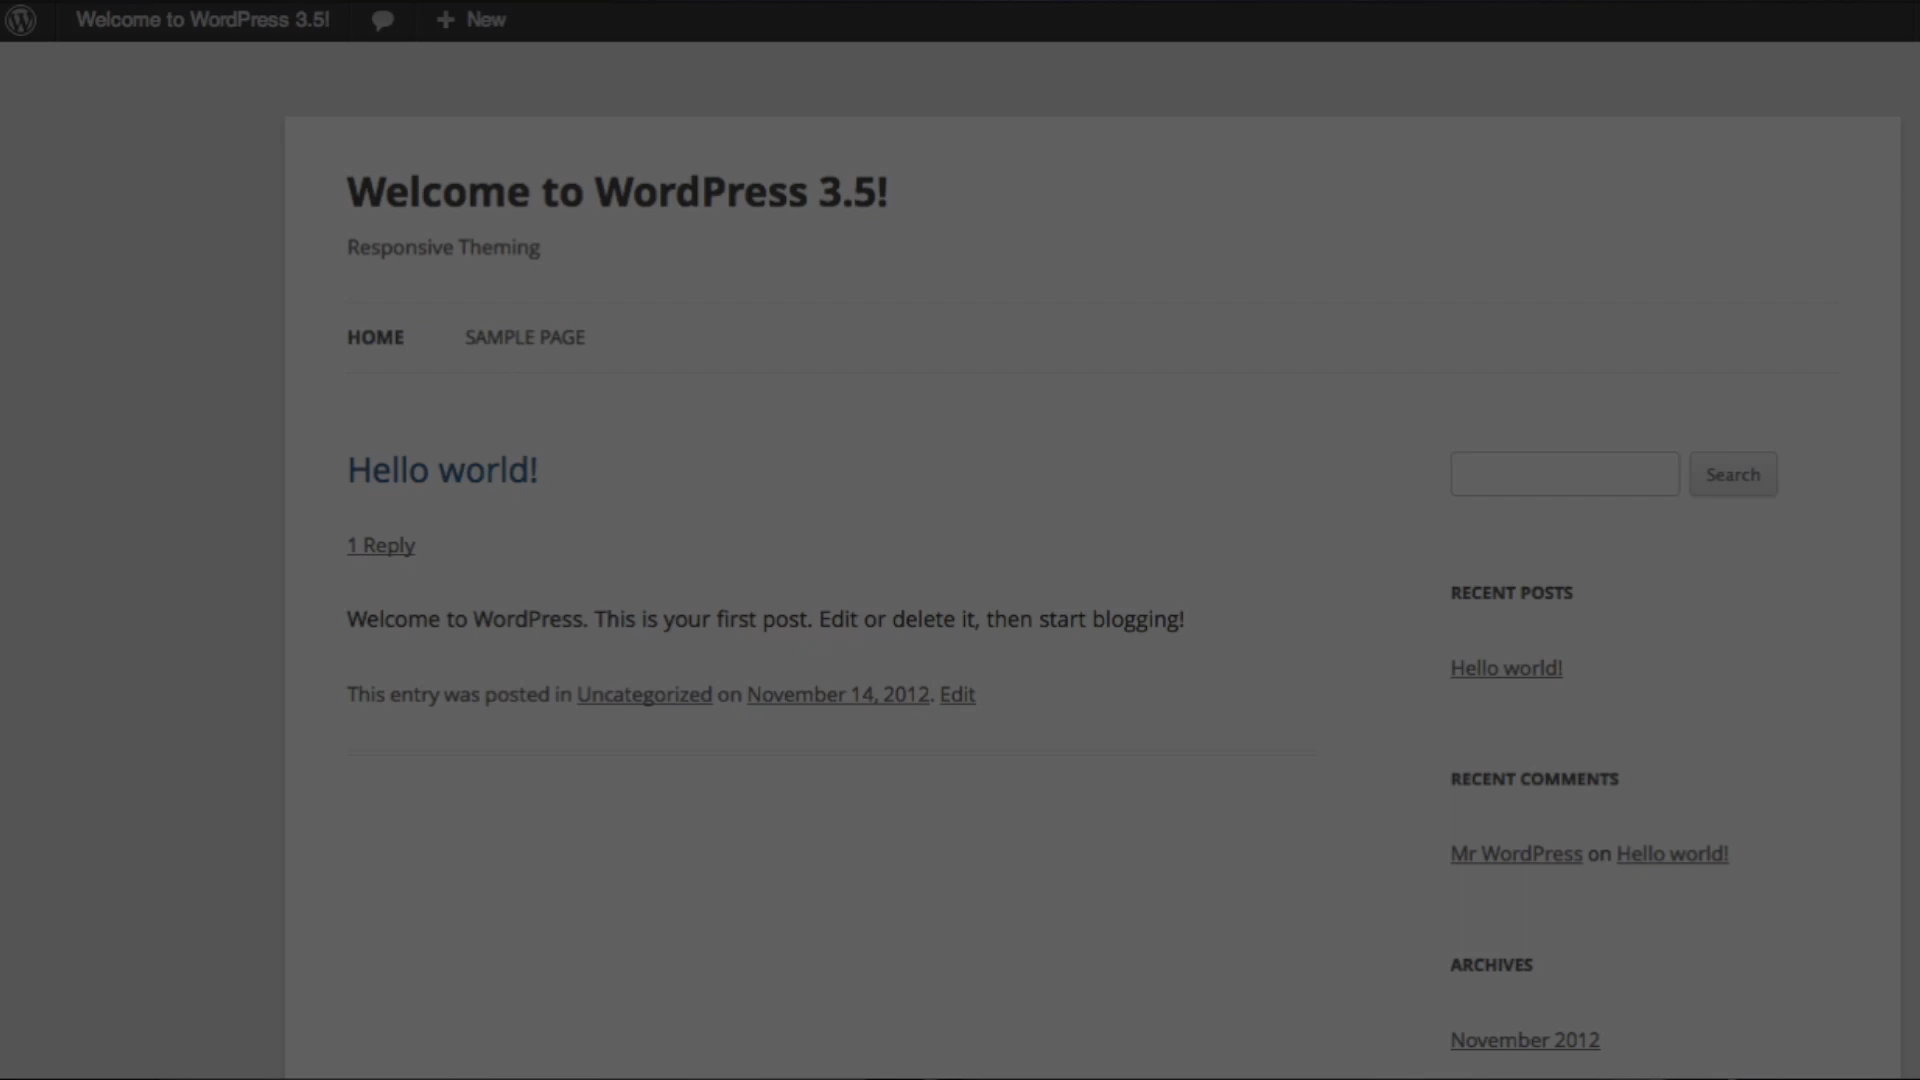 Welcome to WordPress 3.5! + New
Welcome to WordPress 3.5!
Responsive Theming
HOME SAMPLE PAGE
Hello world!
1 Reply
Welcome to WordPress. This is your first post. Edit or delete it, then start blogging!
This entry was posted in Uncategorized on November 14, 2012. Edit
Search
RECENT POSTS
Hello world!
RECENT COMMENTS
Mr WordPress on Hello world!
ARCHIVES
November 2012